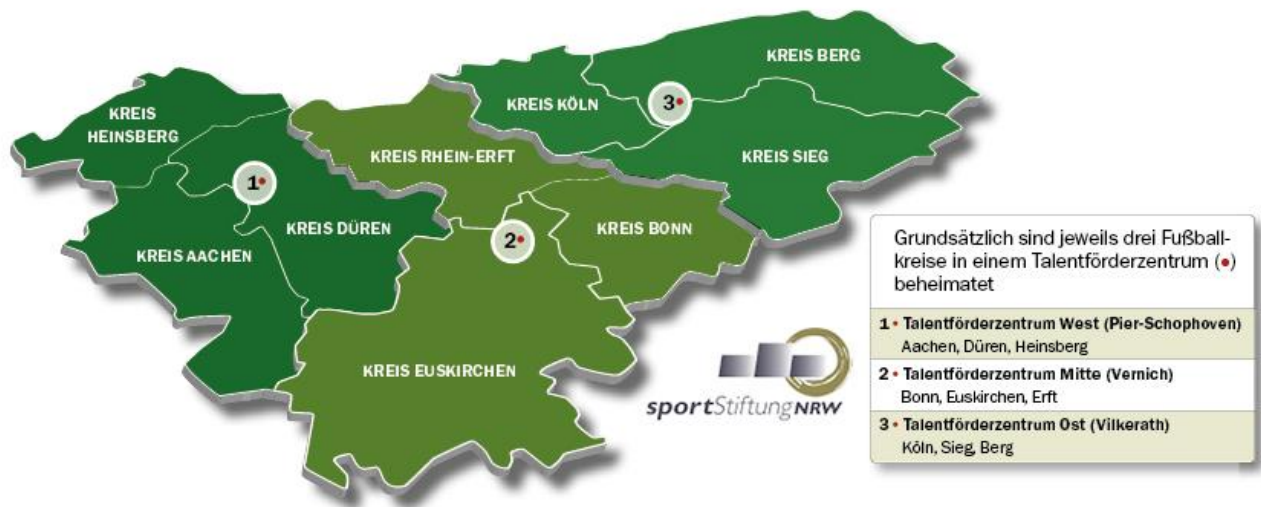 KREIS BERG
KREIS KÖLN
3
KREIS
HEINSBERG
KREIS RHEIN-ERFT
KREIS SIEG
1
KREIS DÜREN
KREIS BONN
2
KREIS AACHEN
KREIS EUSKIRCHEN
sportStiftungNRW
Grundsätzlich sind jeweils drei Fußball-
kreise in einem Talentförderzentrum (•)
beheimatet
1 • Talentförderzentrum West (Pier-Schophoven)
Aachen, Düren, Heinsberg
2 • Talentförderzentrum Mitte (Vernich)
Bonn, Euskirchen, Erft
3 • Talentförderzentrum Ost (Vilkerath)
Köln, Sieg, Berg